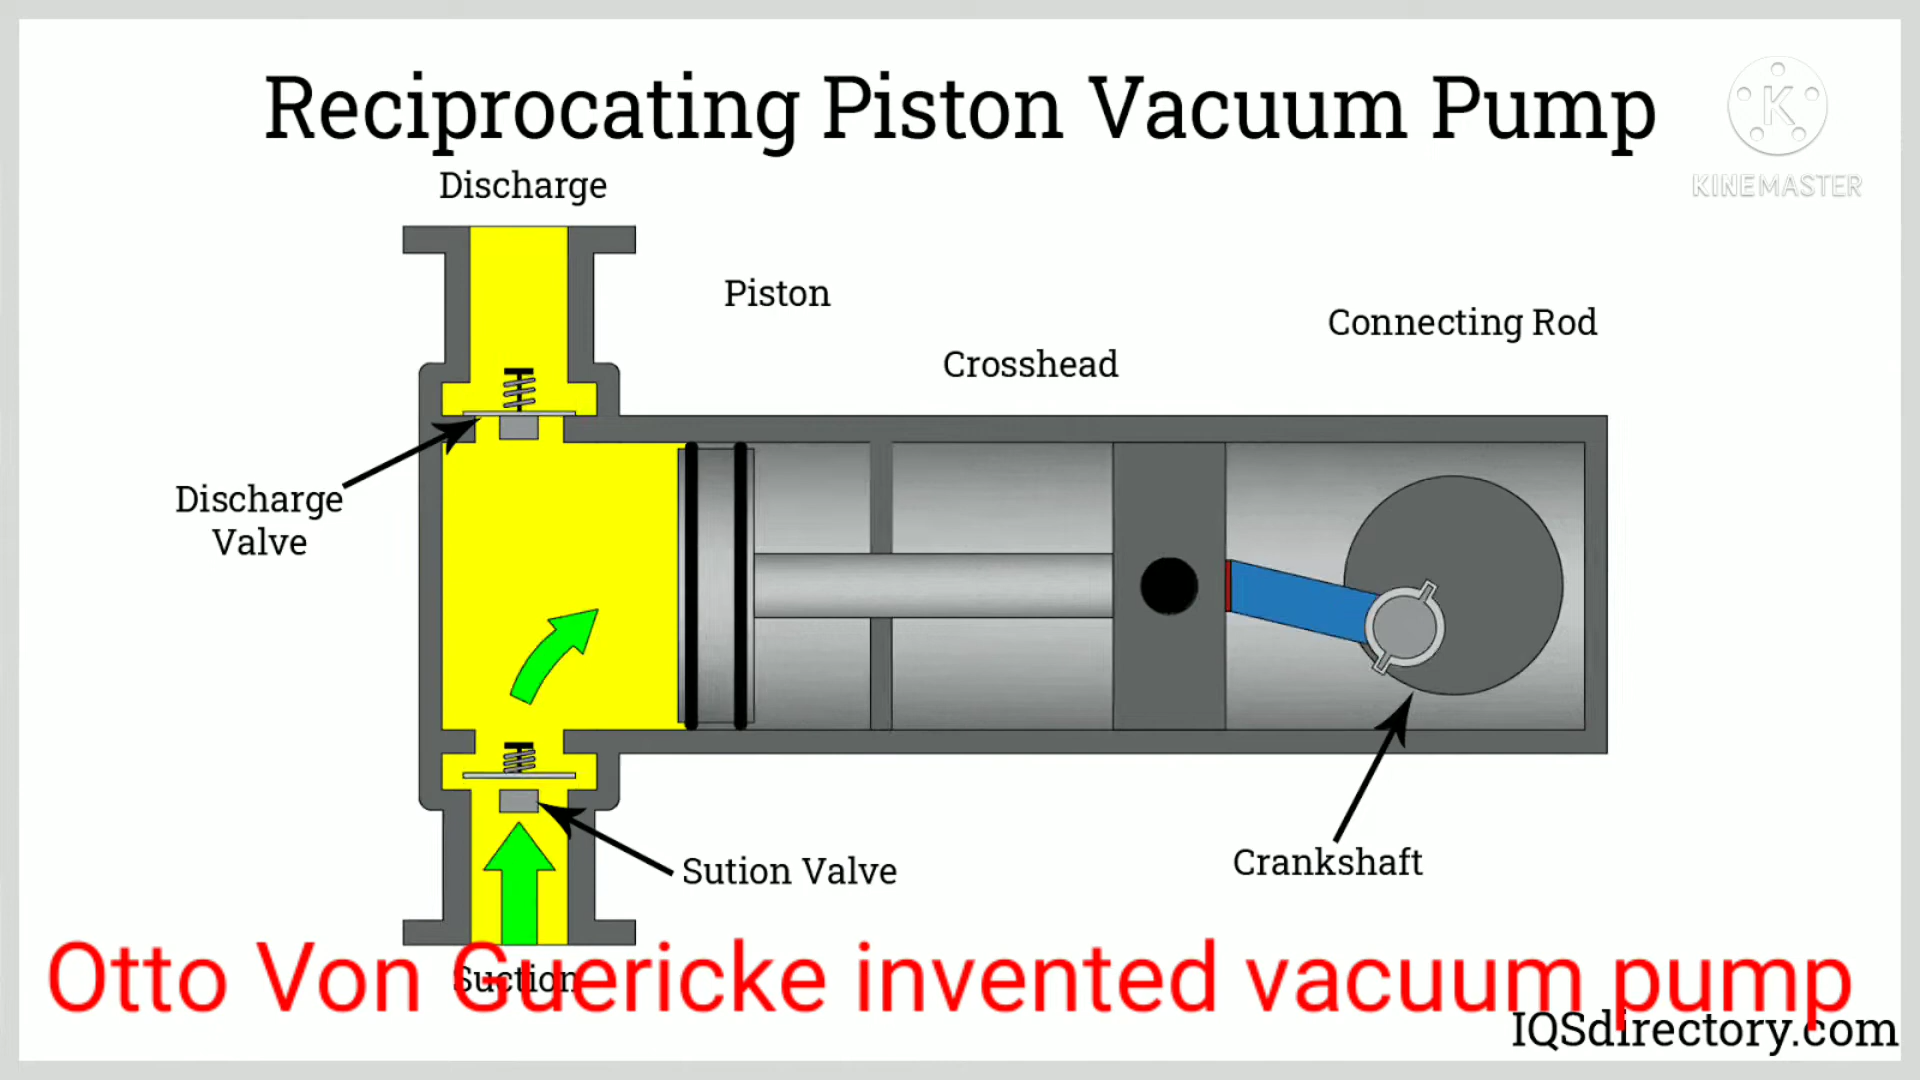 Reciprocating Piston Vacuum Pump
K
KINEMASTER
Discharge
Piston
Connecting Rod
Crosshead
Discharge
Valve
Sution Valve
Crankshaft
Suction
Otto Von Guericke invented vacuum pump
IQSdirectory.com